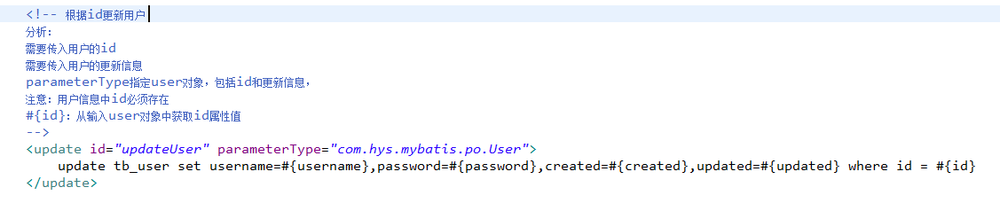 <!-- 根据id更新用户
分析：
需要传入用户的id
需要传入用户的更新信息
parameterType指定user对象，包括id和更新信息，
注意：用户信息中id必须存在
#{id}：从输入user对象中获取id属性值
-->
<update id="updateUser" parameterType="com.hys.mybatis.po.User">
update tb_user set username=#{username},password=#{password},created=#{created},updated=#{updated} where id = #{id}
</update>